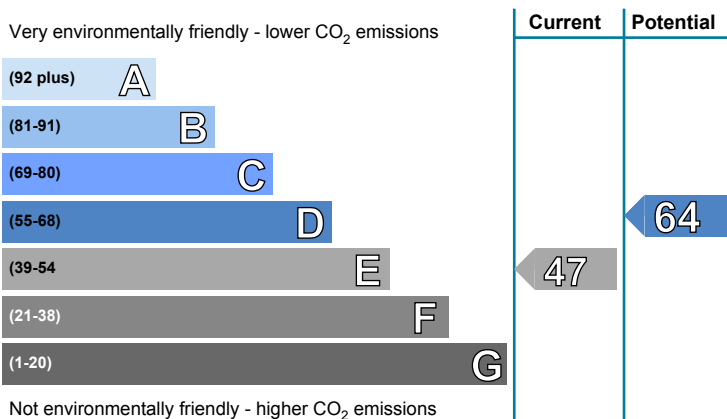 Very environmentally friendly - lower CO2 emissions
Current
Potential
(92 plus) A
(81-91) B
(69-80) C
(55-68) D
64
(39-54 E
47
(21-38) F
(1-20) G
Not environmentally friendly - higher CO2 emissions